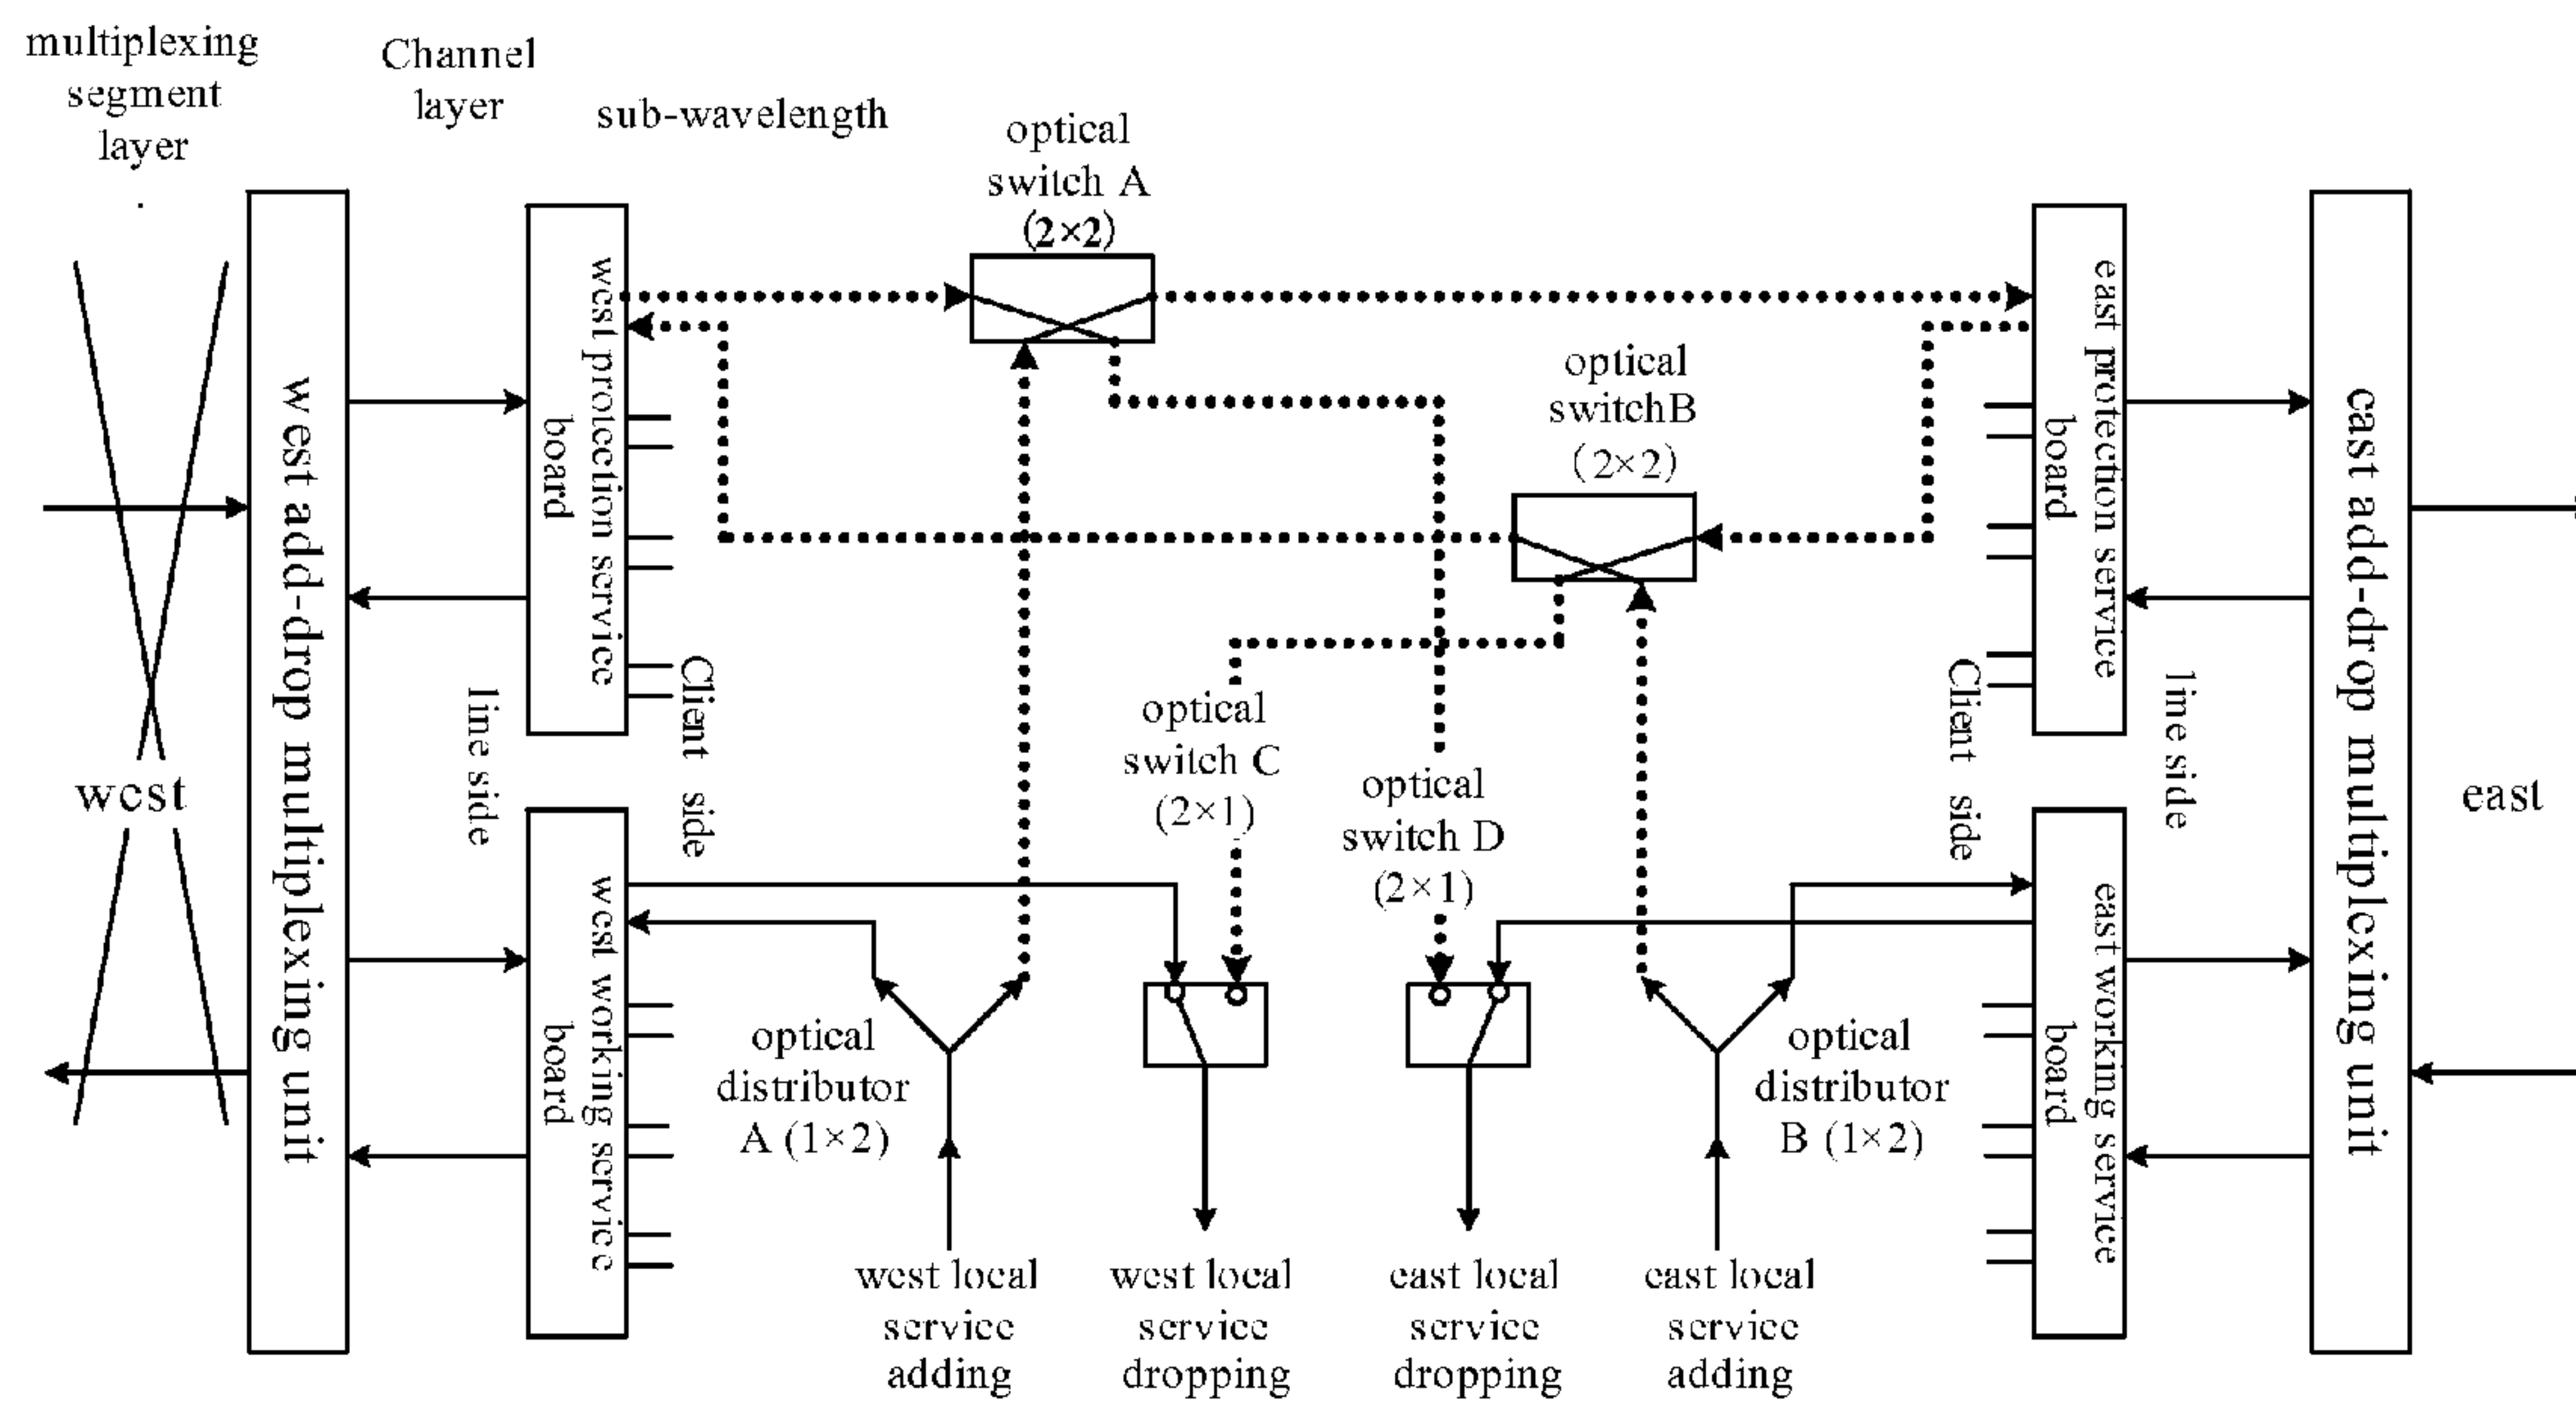 multiplexing
segment
layer
Channel
layer
sub-wavelength
optical
switch A
(2×2)
optical
switchB
(2×2)
west add-drop multiplexing unit
west protection service
board
line side
Client side
optical
switch C
(2×1)
optical
switch D
(2×1)
east protection service
board
Client side
line side
east add-drop multiplexing unit
west
east
west working service
board
optical
distributor
A (1×2)
optical
distributor
B (1×2)
east working service
board
west local
service
adding
west local
service
dropping
east local
service
dropping
east local
service
adding